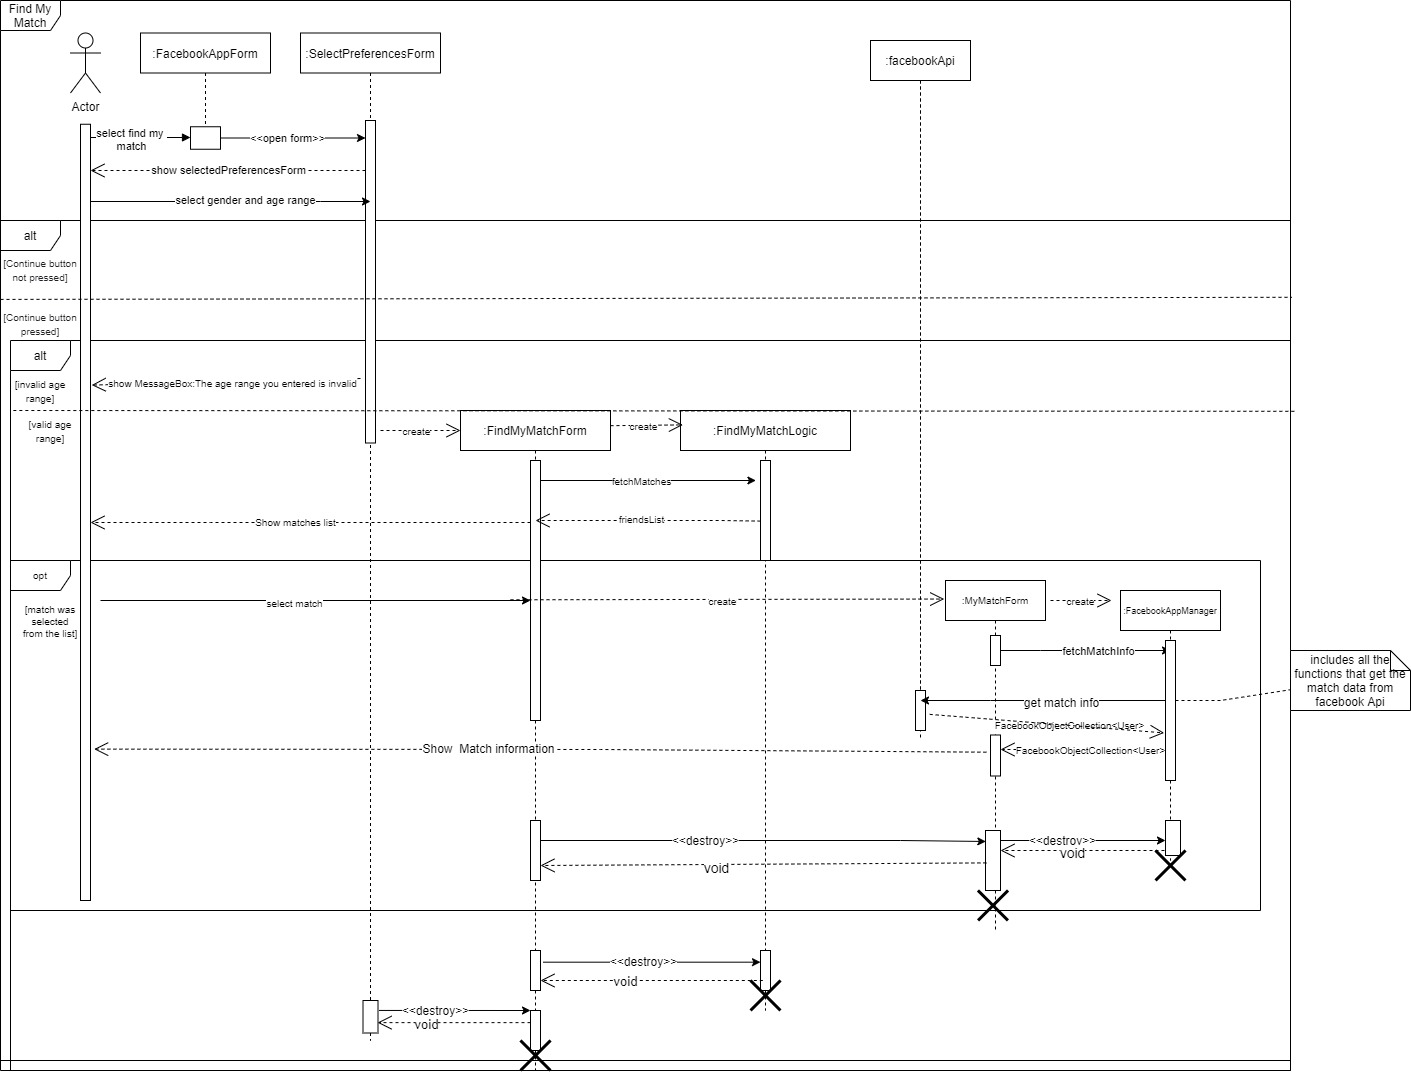 Find My
Match
:FacebookAppForm
:SelectPreferencesForm
:facebookApi
Actor
select find my
match
<<open form>>
show selectedPreferencesForm
select gender and age range
alt
[Continue button
not pressed]
[Continue button
pressed]
alt
[invalid age
range]
show MessageBox:The age range you entered is invalid
[valid age
range]
create
:FindMyMatchForm
create
:FindMyMatchLogic
fetchMatches
Show matches list
friendsList
opt
[match was
selected
from the list]
select match
create
:MyMatchForm
create
:FacebookAppManager
fetchMatchInfo
includes all the
functions that get the
match data from
facebook Api
get match info
FacebookObjectCollection<User>
Show  Match information
FacebookObjectCollection<User>
<<destroy>>
<<destroy>>
void
void
<<destroy>>
void
<<destroy>>
void